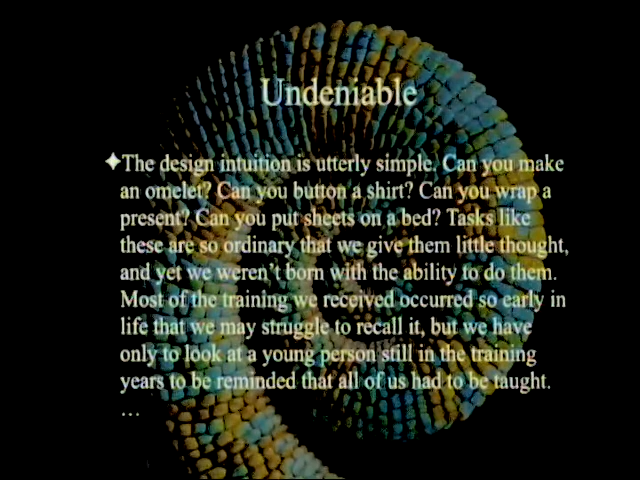 Undeniable
✦The design intuition is utterly simple. Can you make
an omelet? Can you button a shirt? Can you wrap a
present? Can you put sheets on a bed? Tasks like
these are so ordinary that we give them little thought,
and yet we weren't born with the ability to do them.
Most of the training we received occurred so early in
life that we may struggle to recall it, but we have
only to look at a young person still in the training
years to be reminded that all of us had to be taught.
…